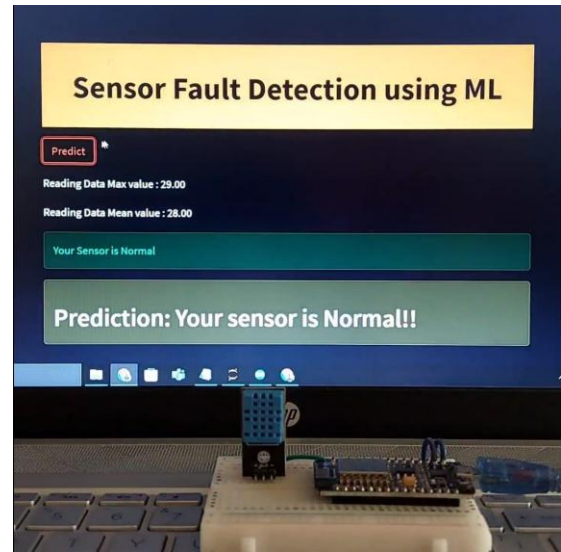 Sensor Fault Detection using ML
Predict
Reading Data Max value : 29.00
Reading Data Mean value : 28.00
Your Sensor is Normal
Prediction: Your sensor is Normal!!
hp